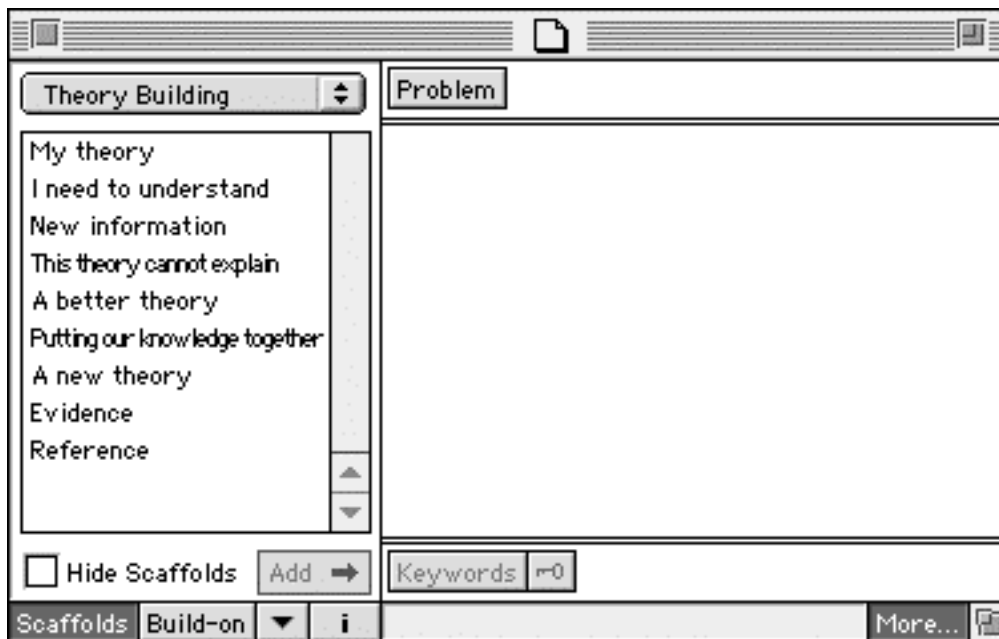 Theory Building
Problem
My theory
I need to understand
New information
This theory cannot explain
A better theory
Putting our knowledge together
A new theory
Evidence
Reference
Hide Scaffolds
Add
Keywords
Scaffolds
Build-on
i
More...